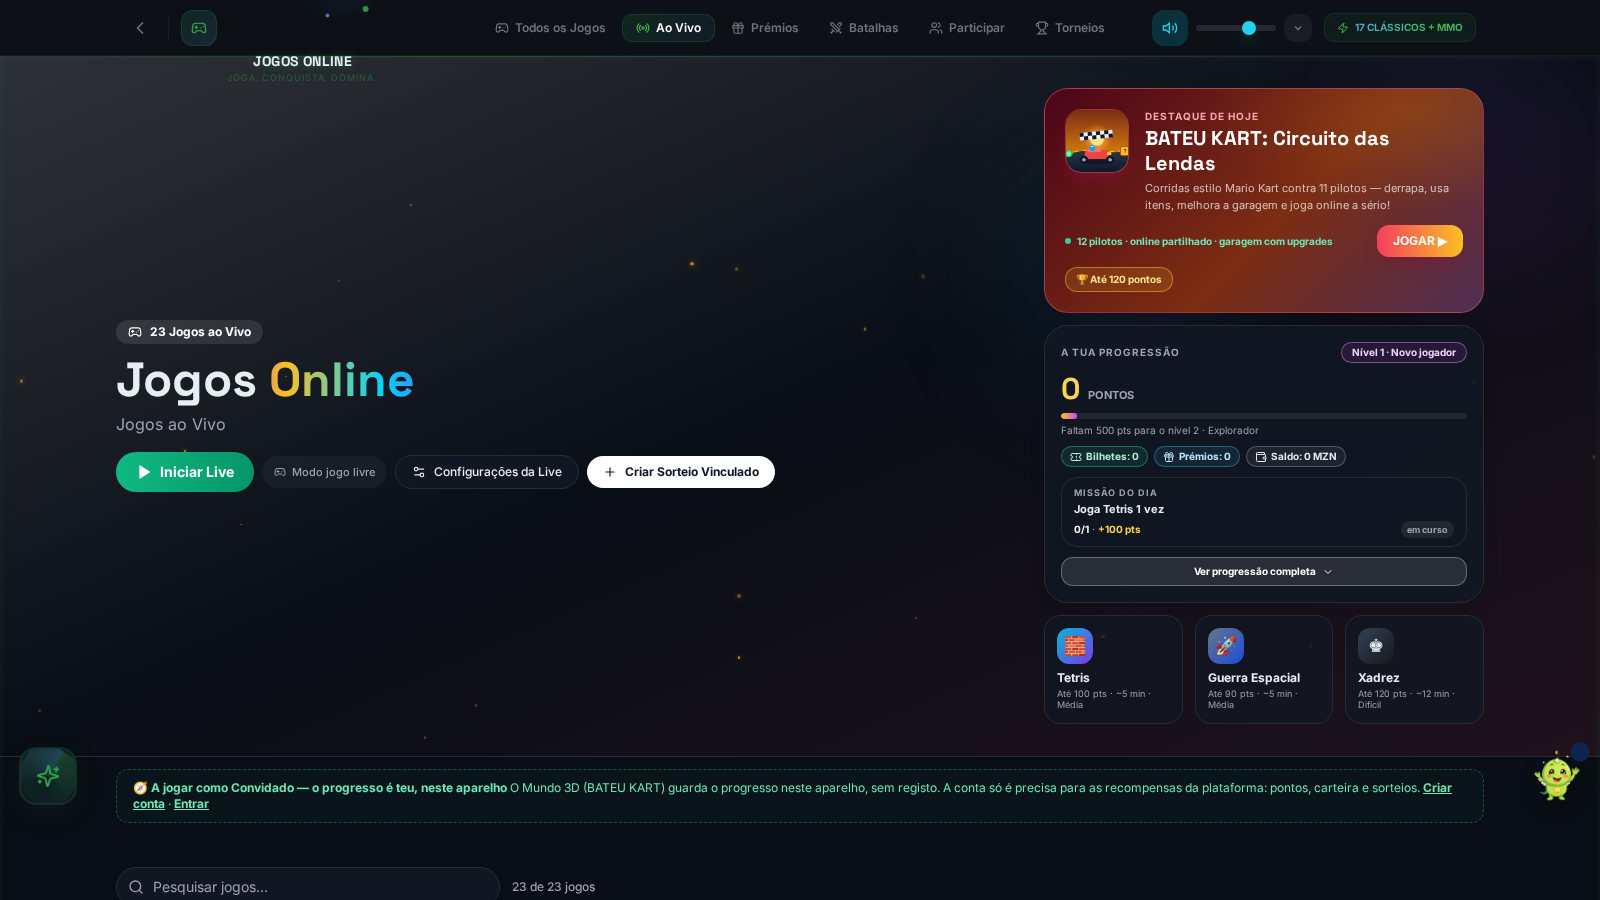 Todos os Jogos
Ao Vivo
Prémios
Batalhas
Participar
Torneios
17 CLÁSSICOS + MMO
JOGOS ONLINE
JOGA. CONQUISTA. DOMINA.
23 Jogos ao Vivo
Jogos Online
Jogos ao Vivo
Iniciar Live
Modo jogo livre
Configurações da Live
Criar Sorteio Vinculado
DESTAQUE DE HOJE
BATEU KART: Circuito das
Lendas
Corridas estilo Mario Kart contra 11 pilotos — derrapa, usa
itens, melhora a garagem e joga online a sério!
12 pilotos · online partilhado · garagem com upgrades
JOGAR ▶
🏆 Até 120 pontos
A TUA PROGRESSÃO
Nível 1 · Novo jogador
0 PONTOS
Faltam 500 pts para o nível 2 · Explorador
Bilhetes: 0
Prémios: 0
Saldo: 0 MZN
MISSÃO DO DIA
Joga Tetris 1 vez
0/1 · +100 pts
em curso
Ver progressão completa
Tetris
Até 100 pts · ~5 min ·
Média
Guerra Espacial
Até 90 pts · ~5 min ·
Média
Xadrez
Até 120 pts · ~12 min ·
Difícil
🧭 A jogar como Convidado — o progresso é teu, neste aparelho O Mundo 3D (BATEU KART) guarda o progresso neste aparelho, sem registo. A conta só é precisa para as recompensas da plataforma: pontos, carteira e sorteios. Criar
conta · Entrar
Pesquisar jogos...
23 de 23 jogos